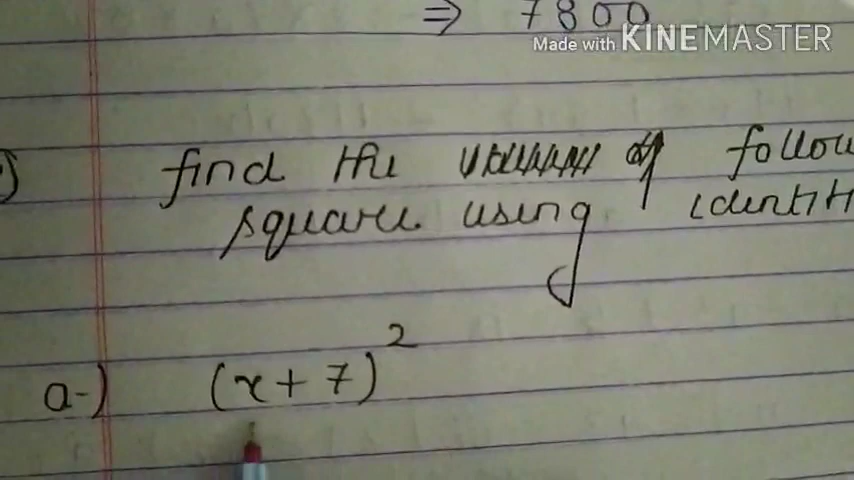 ⇒ 7800
Made with KINEMASTER
find the of follow
square using identit
a-) (x + 7)²